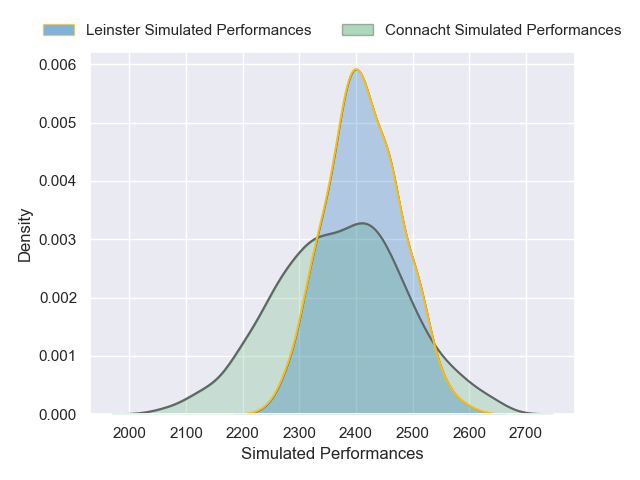 Leinster Simulated Performances Connacht Simulated Performances
0.006
0.005
0.004
0.003
0.002
0.001
0.000
Density
2000 2100 2200 2300 2400 2500 2600 2700
Simulated Performances